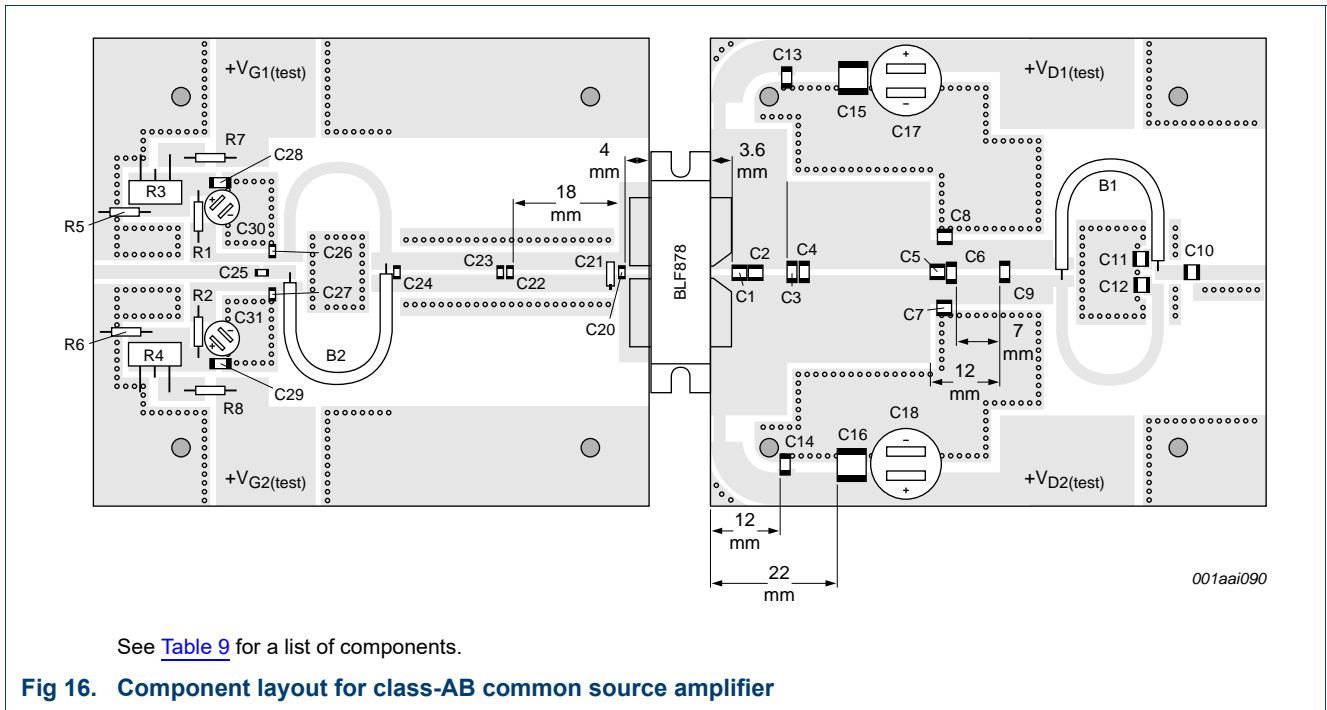 +VG1(test)
+VD1(test)
C13
C15
C17
R7
C28
R3
R5
R1
C30
C26
4
mm
3.6
mm
18
mm
B1
C8
C25
C24
C23
C22
C21
C20
BLF878
C1
C2
C3
C4
C5
C6
C9
C11
C10
C12
R2
C27
C31
R6
R4
B2
C29
R8
C7
7
mm
12
mm
C18
C14
C16
+VG2(test)
+VD2(test)
+
−
+
−
+
−
−
+
12
mm
22
mm
001aai090
See Table 9 for a list of components.
Fig 16. Component layout for class-AB common source amplifier